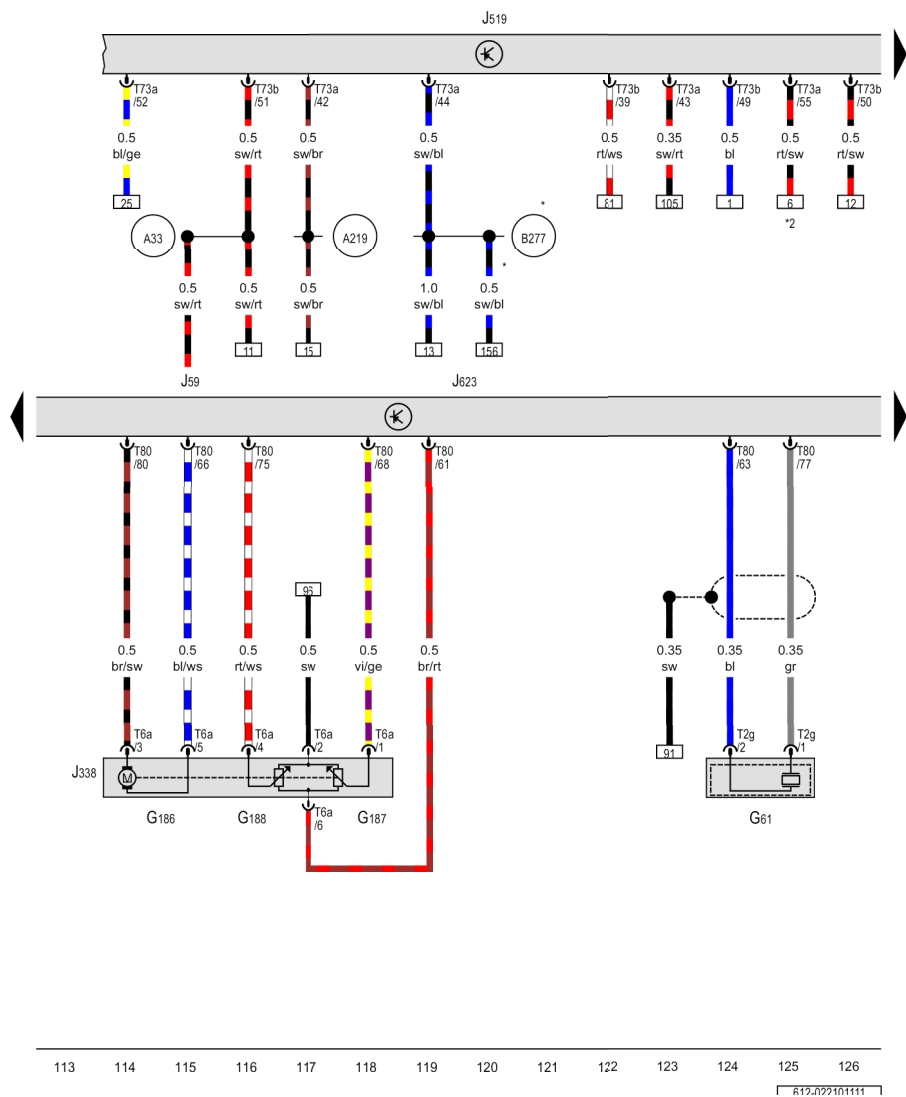 J519
T73a /52
T73b /51
T73a /42
T73a /44
T73b /39
T73a /43
T73b /49
T73a /55
T73b /50
0.5 0.5 0.5 0.5 0.5 0.35 0.5 0.5 0.5
bl/ge sw/rt sw/br sw/bl rt/ws sw/rt bl rt/sw rt/sw
25 81 105 1 6 12
*
*2
A33 A219 B277
*
0.5 0.5 0.5 1.0 0.5
sw/rt sw/rt sw/br sw/bl sw/bl
11 15 13 156
J59 J623
T80 /80
T80 /66
T80 /75
T80 /68
T80 /61
T80 /63
T80 /77
96
0.5 0.5 0.5 0.5 0.5 0.5 0.35 0.35 0.35
br/sw bl/ws rt/ws sw vi/ge br/rt sw bl gr
T6a /3
T6a /5
T6a /4
T6a /2
T6a /1
91
T2g /2
T2g /1
J338
M
G186 G188
T6a /6
G187
G61
113 114 115 116 117 118 119 120 121 122 123 124 125 126
612-022101111